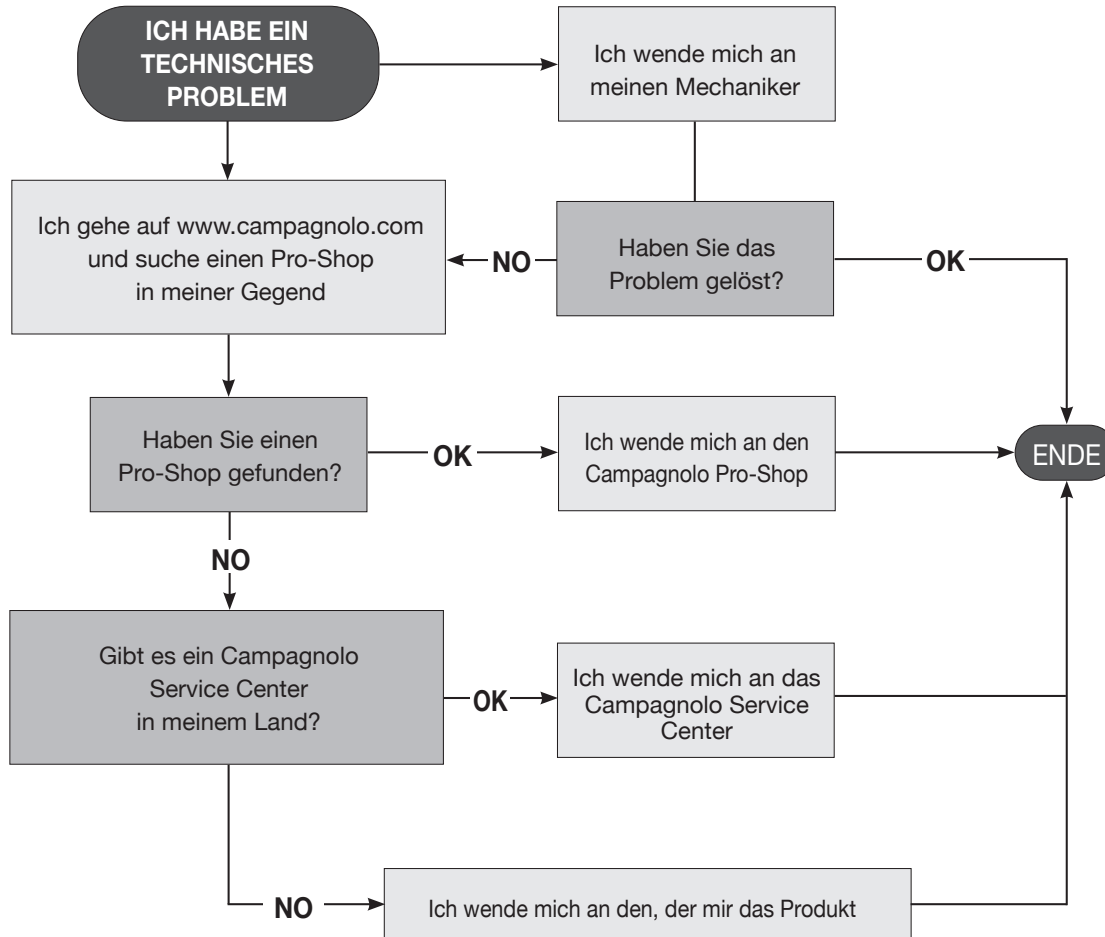 ICH HABE EIN
TECHNISCHES
PROBLEM
Ich wende mich an
meinen Mechaniker
Ich gehe auf www.campagnolo.com
und suche einen Pro-Shop
in meiner Gegend
NO
Haben Sie das
Problem gelöst?
OK
Haben Sie einen
Pro-Shop gefunden?
OK
Ich wende mich an den
Campagnolo Pro-Shop
ENDE
NO
Gibt es ein Campagnolo
Service Center
in meinem Land?
OK
Ich wende mich an das
Campagnolo Service
Center
NO
Ich wende mich an den, der mir das Produkt